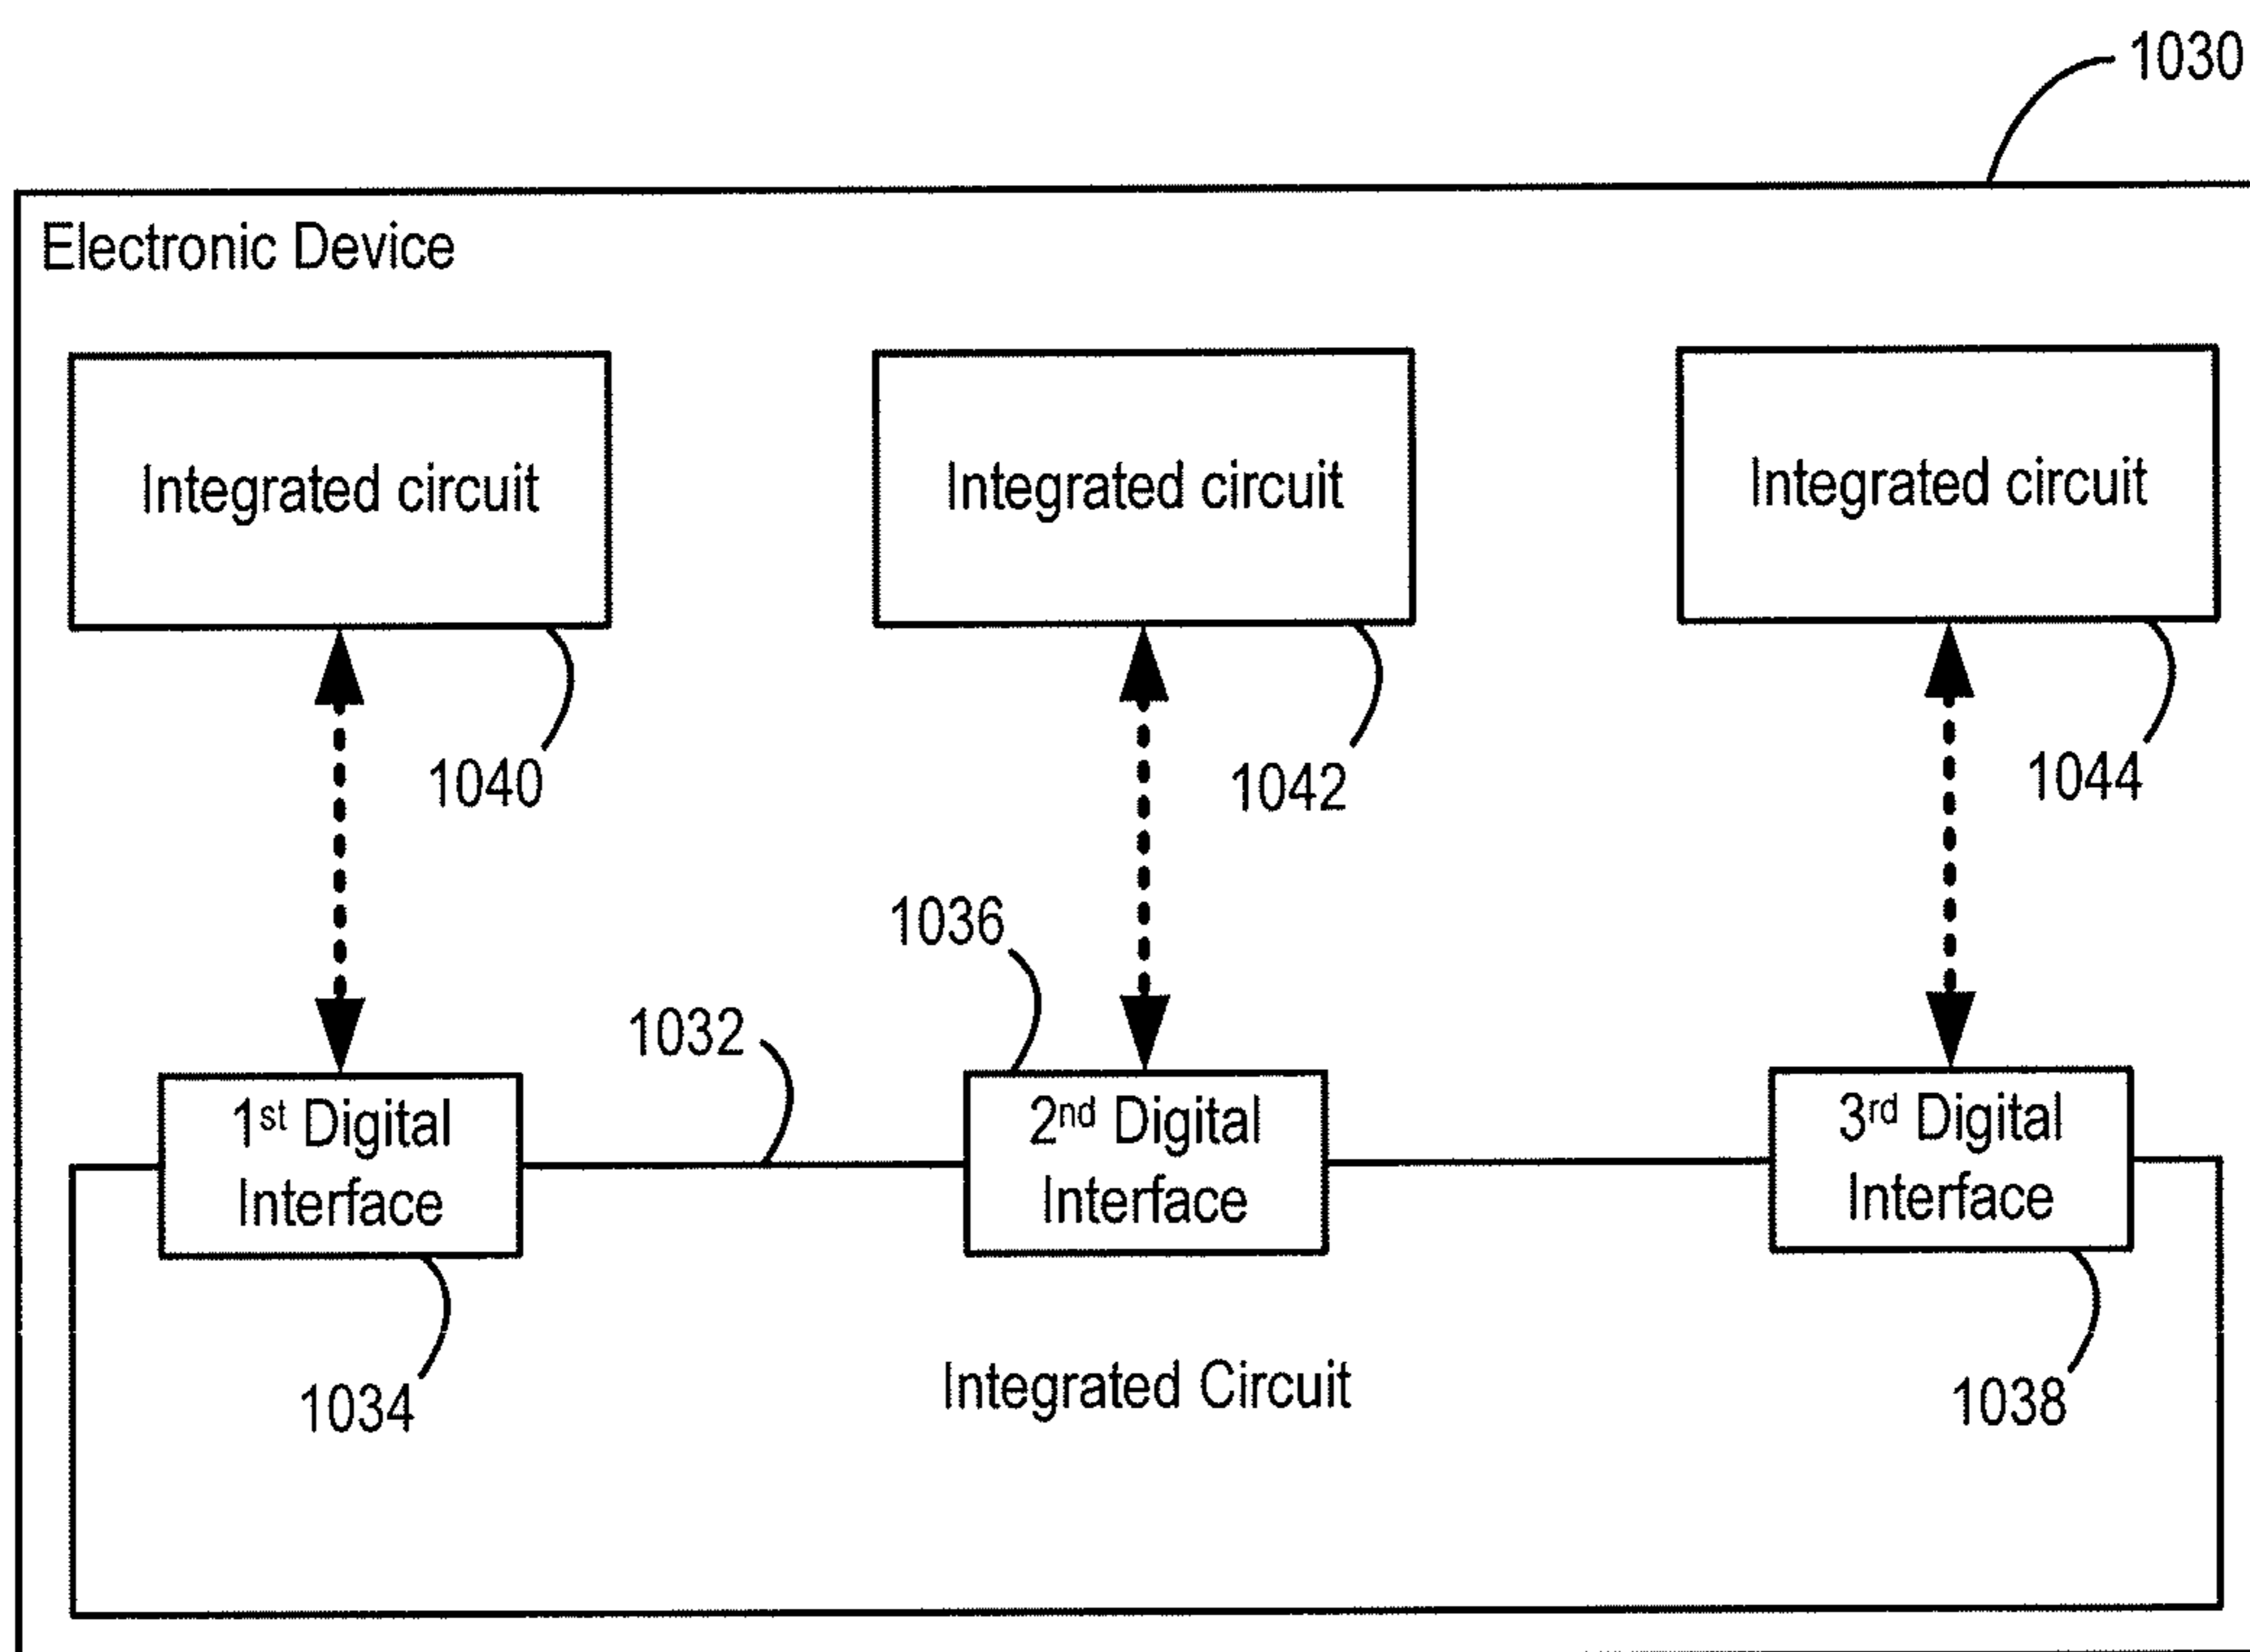 1030
Electronic Device
Integrated circuit
Integrated circuit
Integrated circuit
1040
1042
1044
1036
1032
1st Digital
Interface
2nd Digital
Interface
3rd Digital
Interface
1034
Integrated Circuit
1038